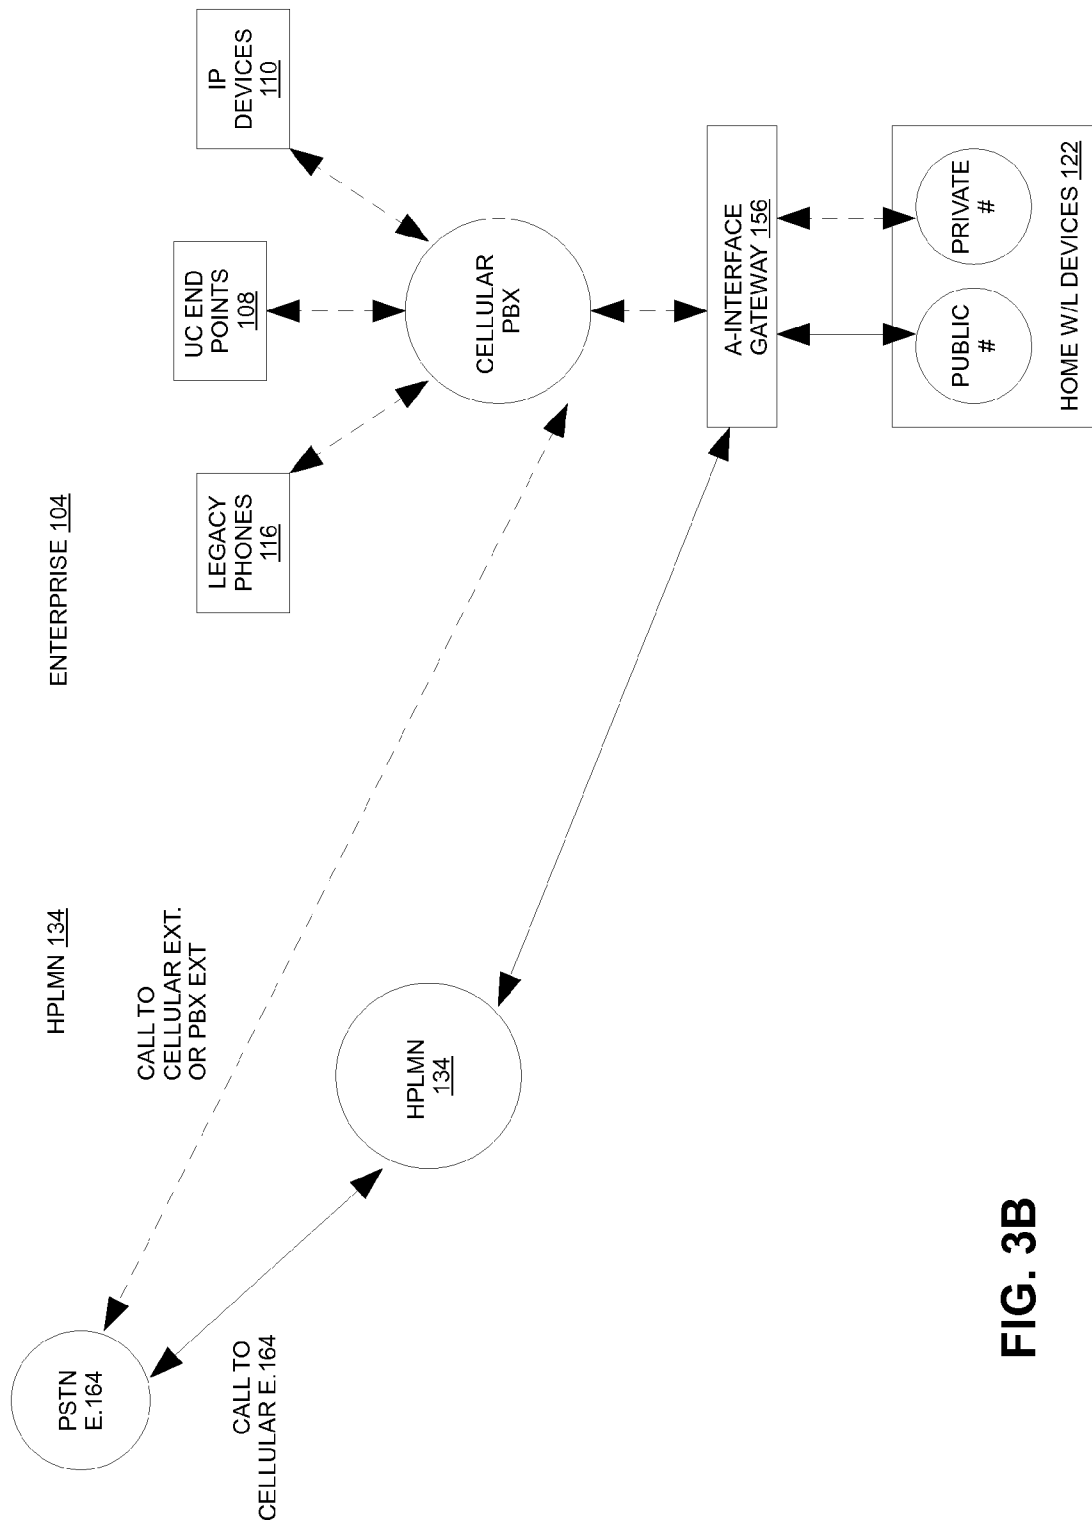 HPLMN 134
ENTERPRISE 104
PSTN
E.164
CALL TO
CELLULAR EXT.
OR PBX EXT
LEGACY
PHONES
116
UC END
POINTS
108
IP
DEVICES
110
CALL TO
CELLULAR E.164
HPLMN
134
CELLULAR
PBX
A-INTERFACE
GATEWAY 156
PUBLIC
#
PRIVATE
#
HOME W/L DEVICES 122
FIG. 3B